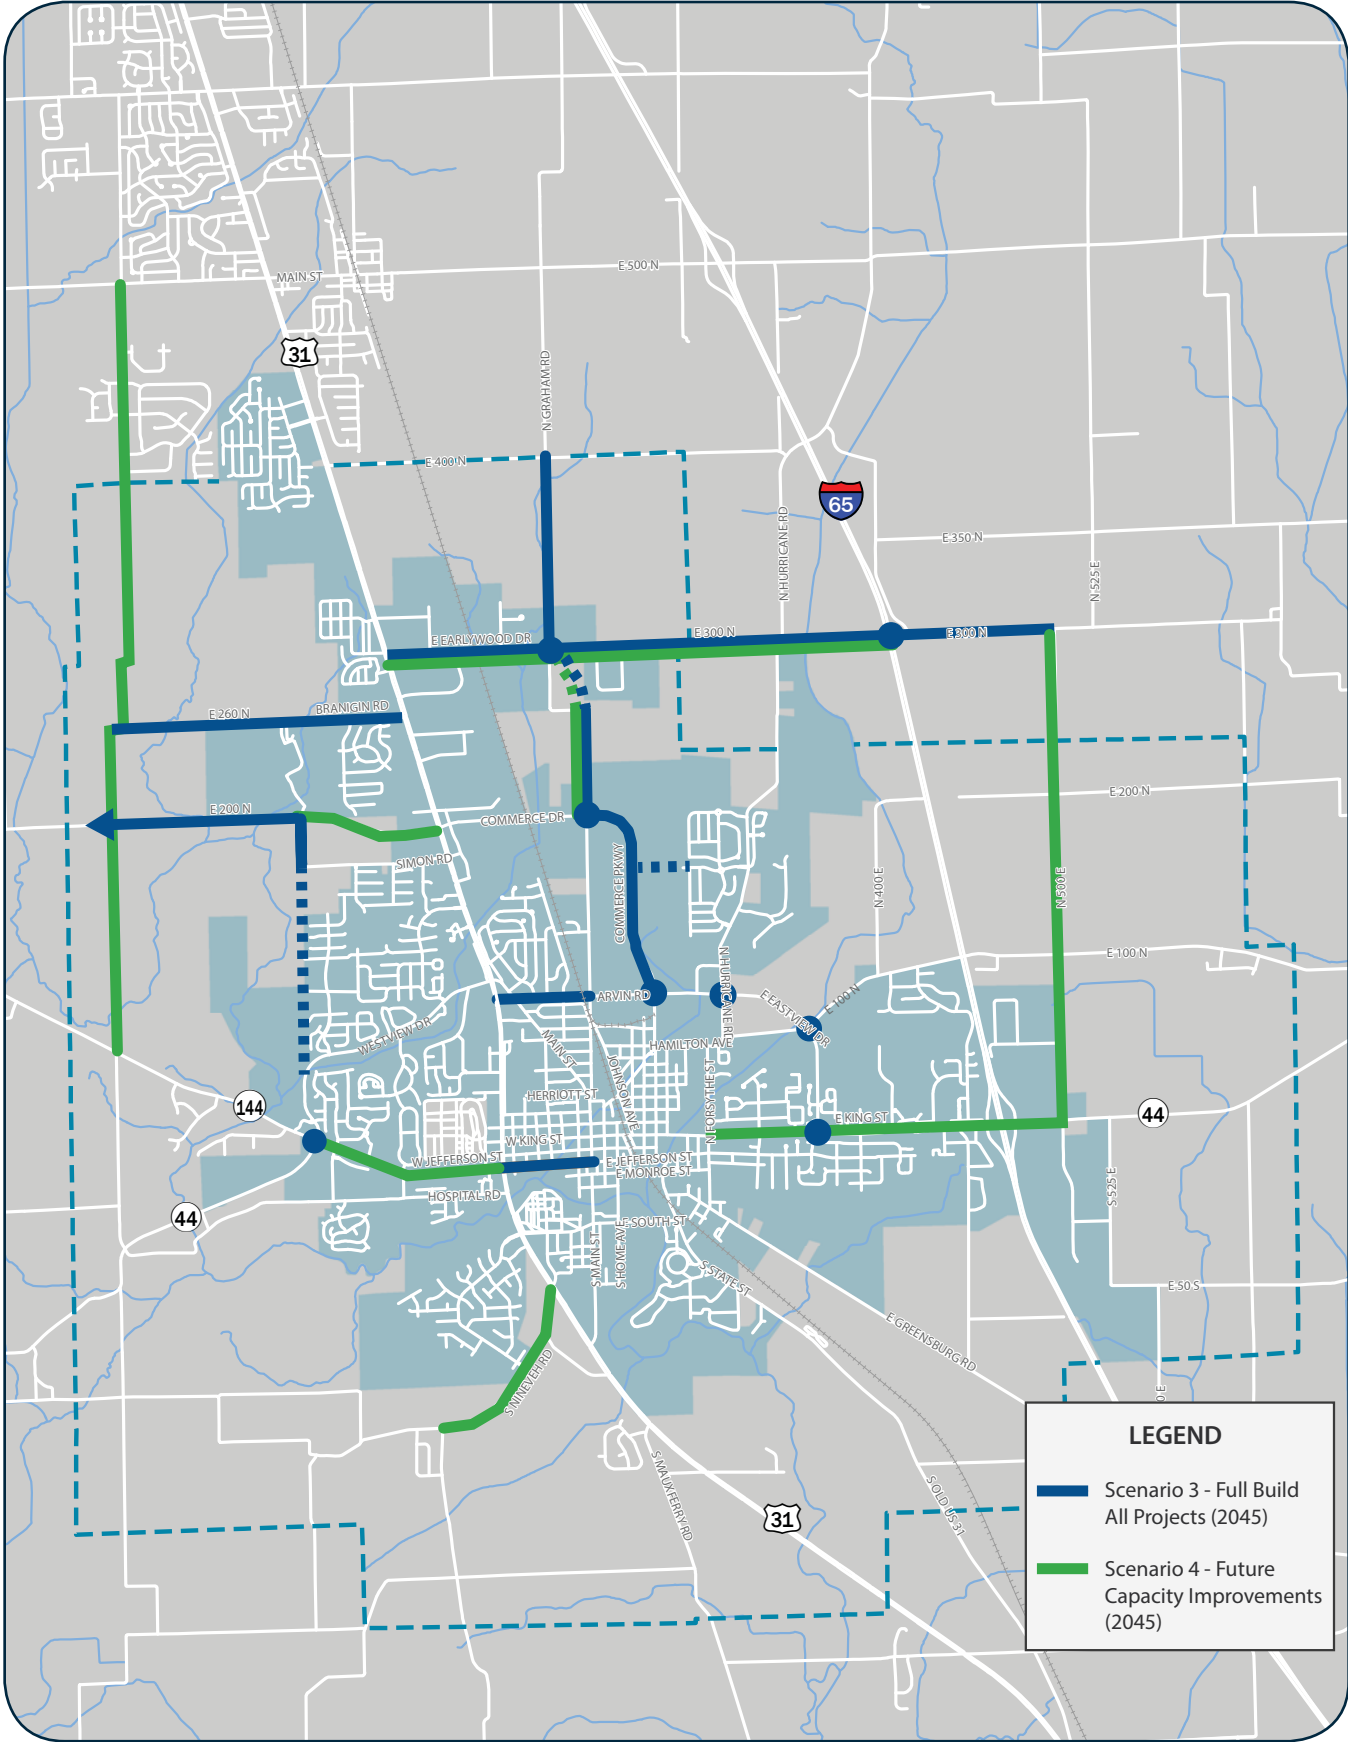 MAIN ST
E 500 N
31
N GRAHAM RD
E 400 N
65
N HURRICANE RD
E 350 N
N 525 E
E EARLYWOOD DR
E 300 N
E 300 N
E 260 N
BRANIGIN RD
E 200 N
E 200 N
COMMERCE DR
SIMON RD
COMMERCE PKWY
N 400 E
N 500 E
E 100 N
N HURRICANE RD
ARVIN RD
E EASTVIEW DR
E 100 N
WESTVIEW DR
MAIN ST
JOHNSON AVE
HAMILTON AVE
N FORSYTHE ST
HERRIOTT ST
144
E KING ST
44
W KING ST
W JEFFERSON ST
E JEFFERSON ST
E MONROE ST
HOSPITAL RD
S 525 E
44
E SOUTH ST
S MAIN ST
S HOME AVE
S STATE ST
E 50 S
E GREENSBURG RD
S NINEVEH RD
0 E
S MAUXFERRY RD
S OLD US 31
31
LEGEND
Scenario 3 - Full Build
All Projects (2045)
Scenario 4 - Future
Capacity Improvements
(2045)